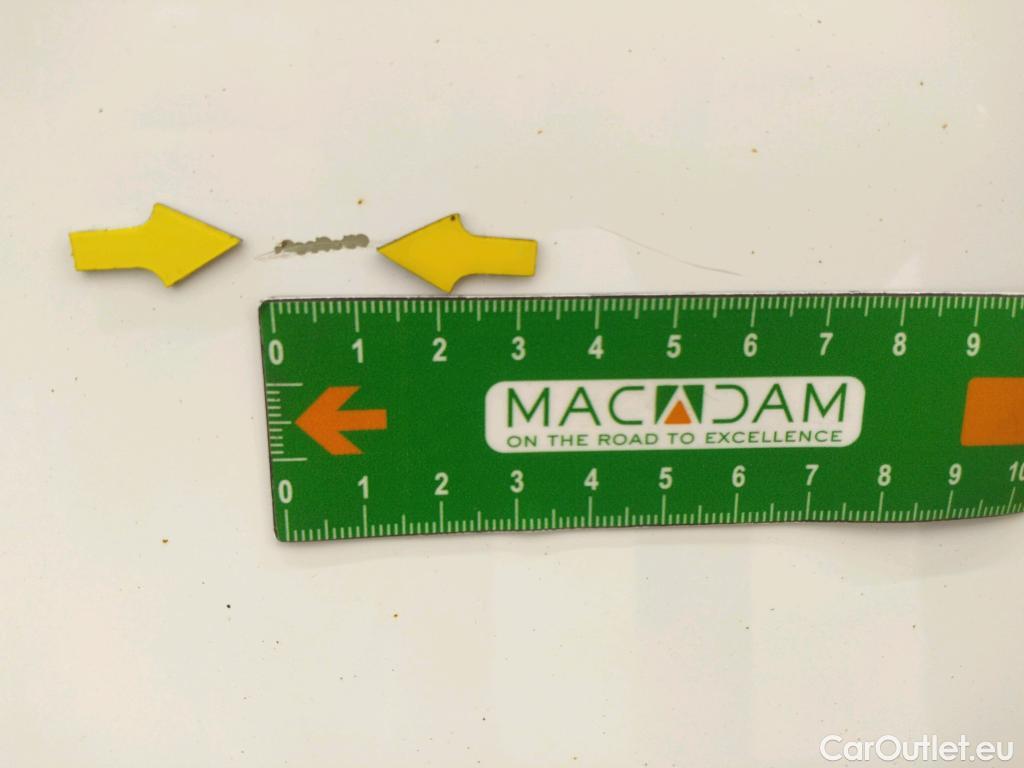 0 1 2 3 4 5 6 7 8 9
MACADAM
ON THE ROAD TO EXCELLENCE
0 1 2 3 4 5 6 7 8 9 10
CarOutlet.eu